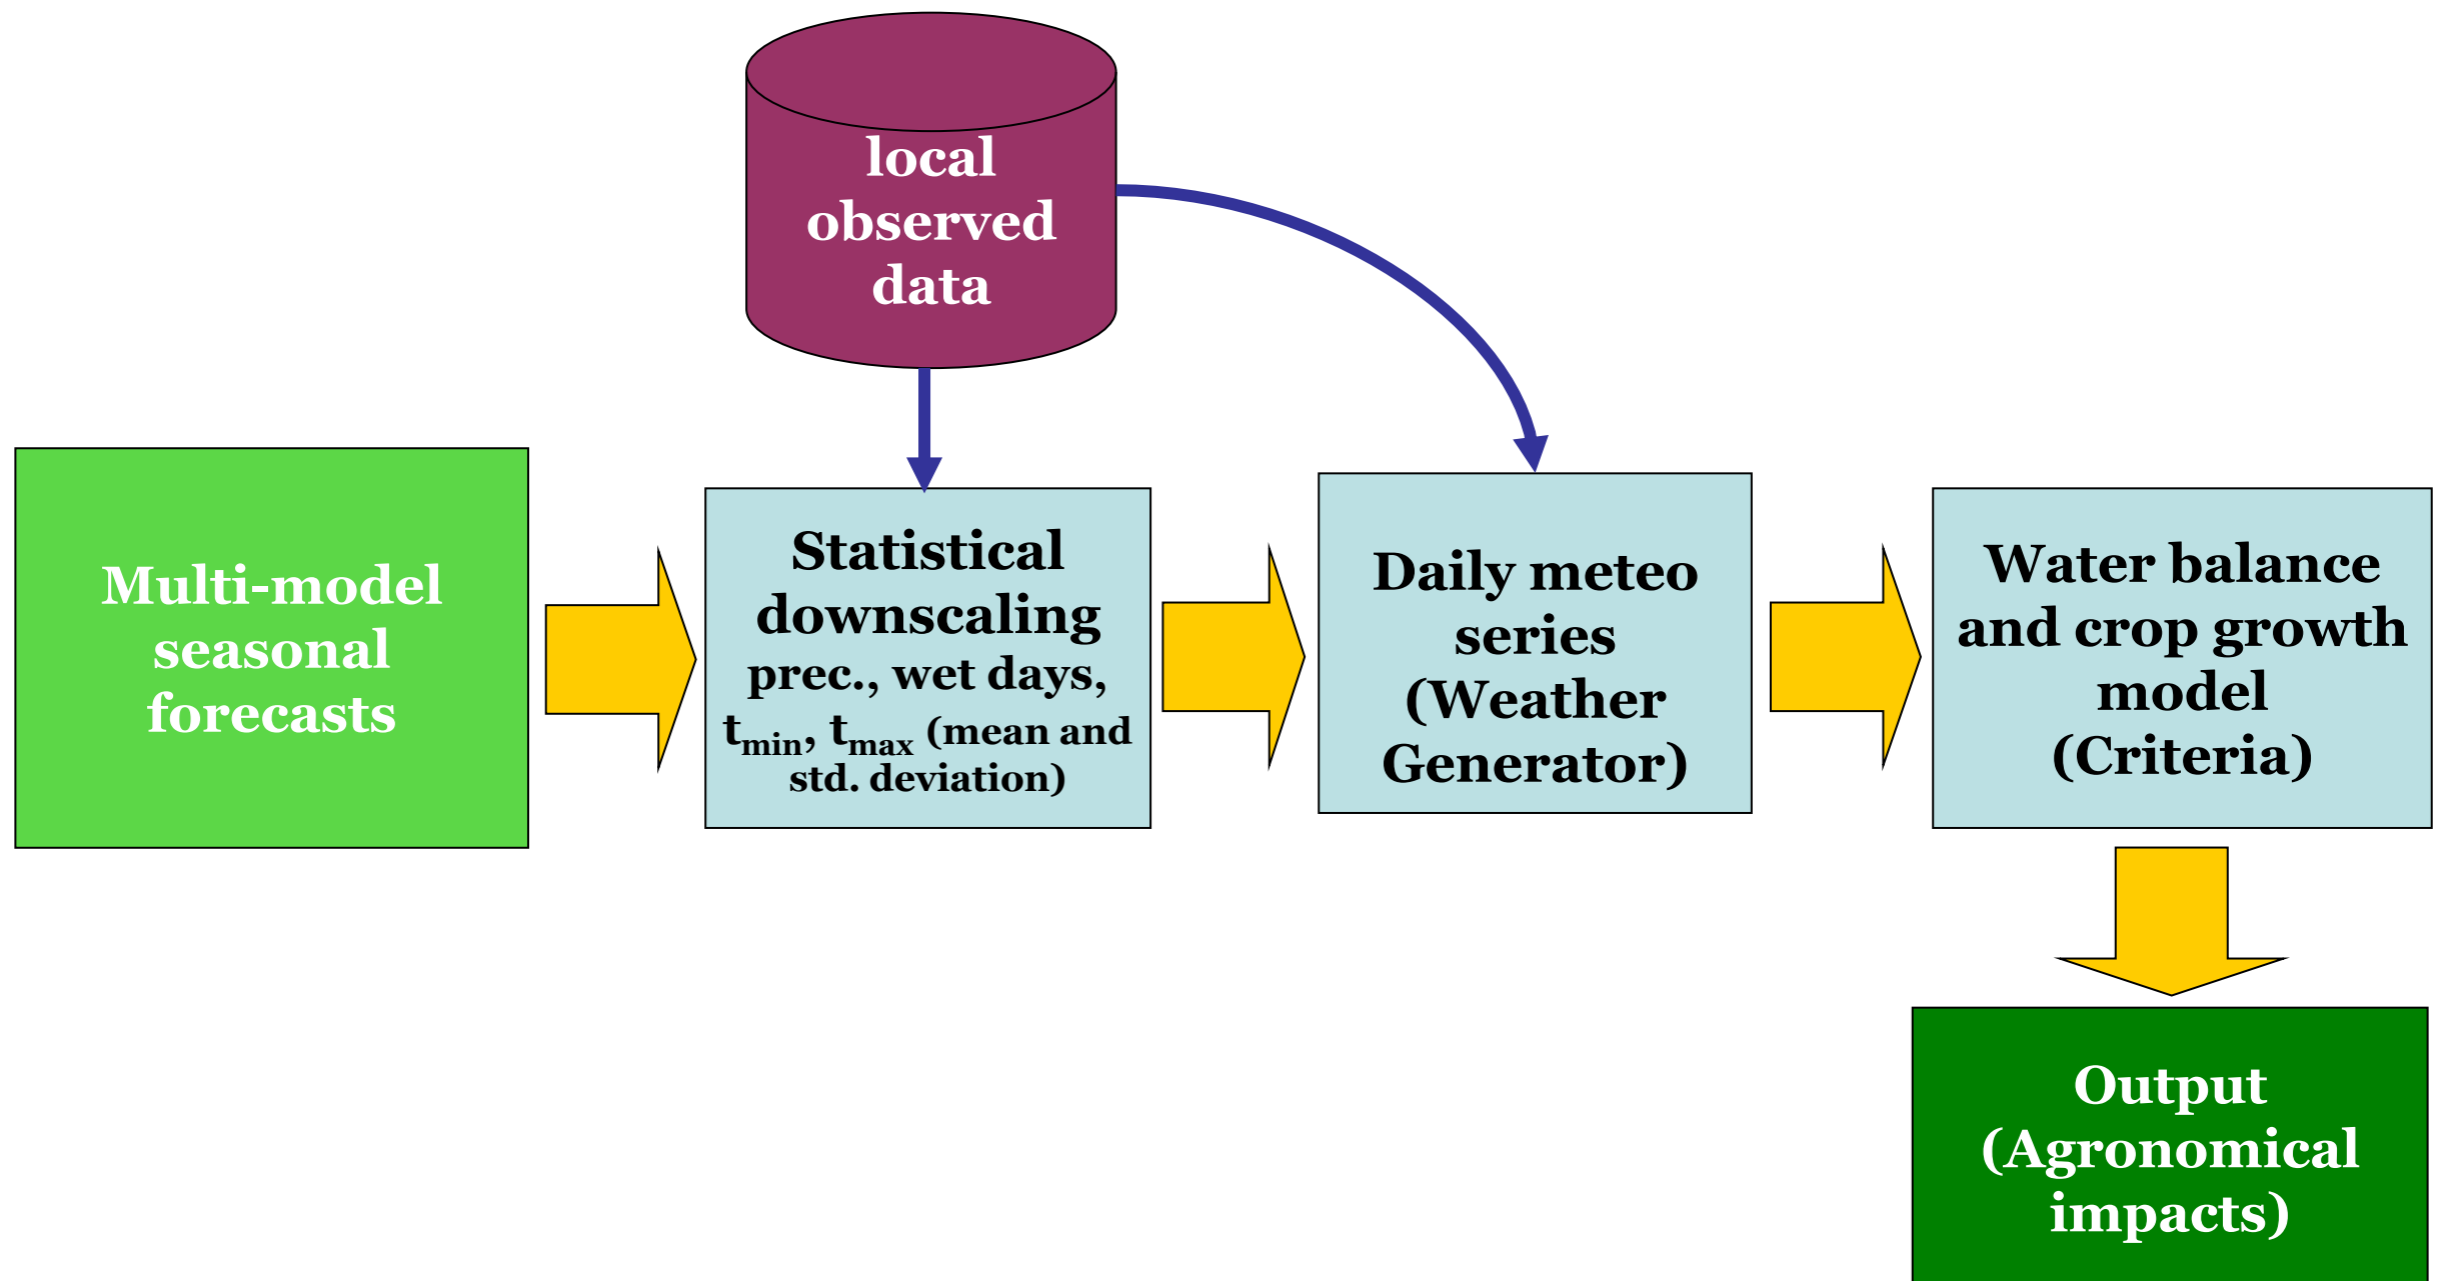 local
observed
data
Multi-model
seasonal
forecasts
Statistical
downscaling
prec., wet days,
tmin, tmax (mean and
std. deviation)
Daily meteo
series
(Weather
Generator)
Water balance
and crop growth
model
(Criteria)
Output
(Agronomical
impacts)